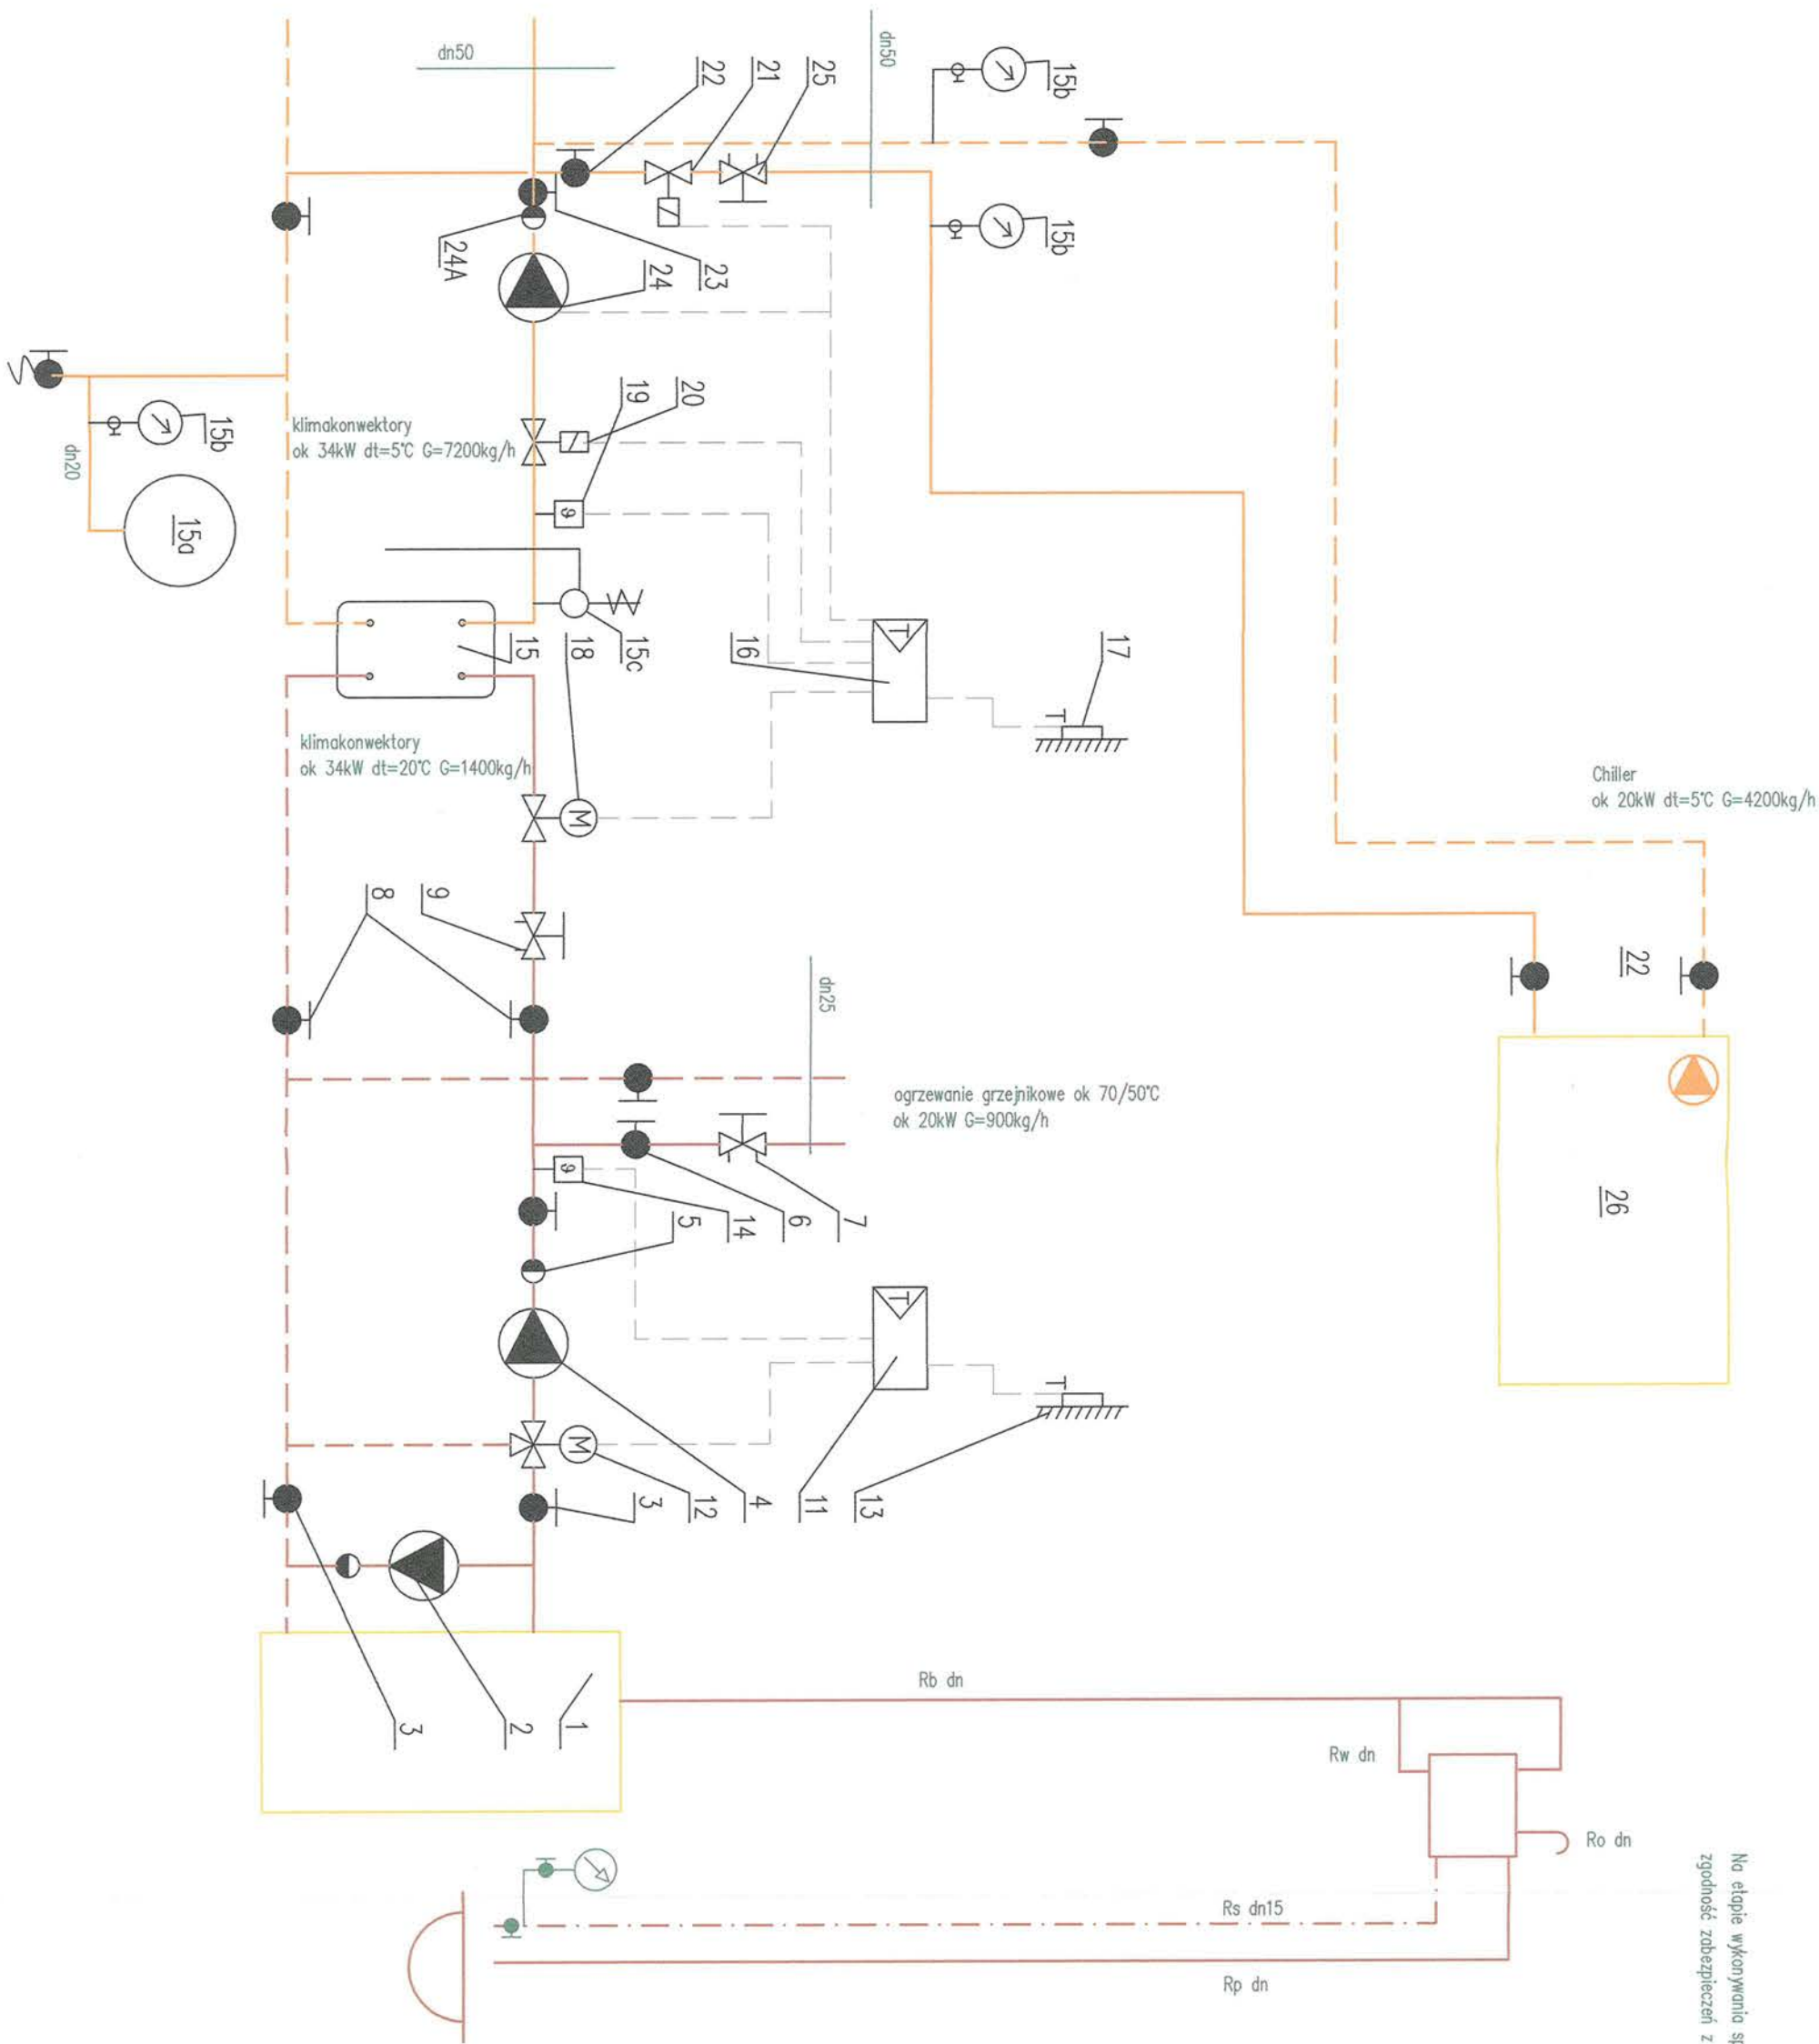 dn50
dn50
22
21
25
15b
15b
24A
24
23
19
20
15b
dn20
15a
klimakonwektory
ok 34kW dt=5°C G=7200kg/h
ϑ
15
18
15c
16
T
17
T
klimakonwektory
ok 34kW dt=20°C G=1400kg/h
M
Chiller
ok 20kW dt=5°C G=4200kg/h
8
9
22
dn25
ogrzewanie grzejnikowe ok 70/50°C
ok 20kW G=900kg/h
26
ϑ
5
14
6
7
T
T
M
3
12
4
11
13
3
2
1
Rb dn
Rw dn
Ro dn
Rs dn15
Rp dn
Na etapie wykonywania
zgodność zabezpieczeń z